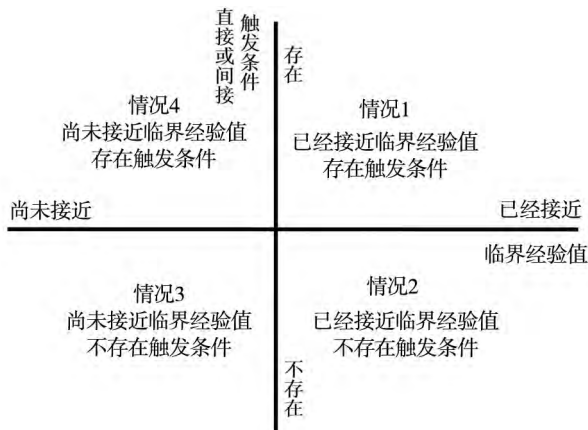 直接或间接
触发条件
存在
情况4
尚未接近临界经验值
存在触发条件
情况1
已经接近临界经验值
存在触发条件
尚未接近
已经接近
临界经验值
情况3
尚未接近临界经验值
不存在触发条件
情况2
已经接近临界经验值
不存在触发条件
不存在